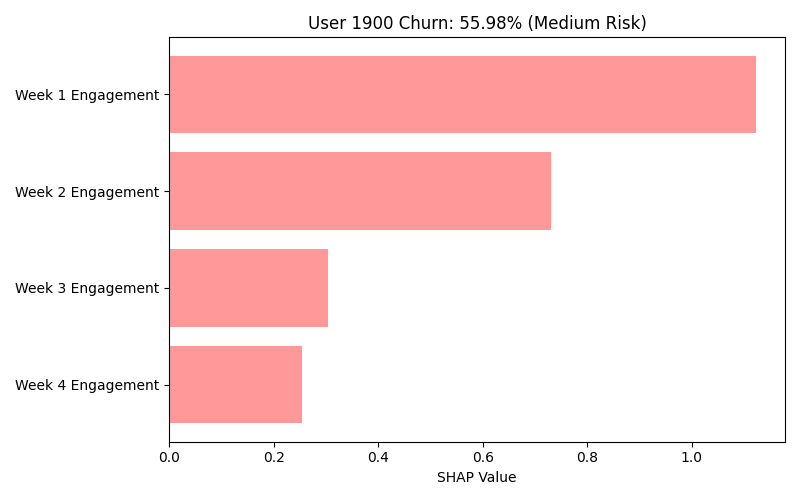 User 1900 Churn: 55.98% (Medium Risk)
Week 1 Engagement
Week 2 Engagement
Week 3 Engagement
Week 4 Engagement
0.0 0.2 0.4 0.6 0.8 1.0
SHAP Value